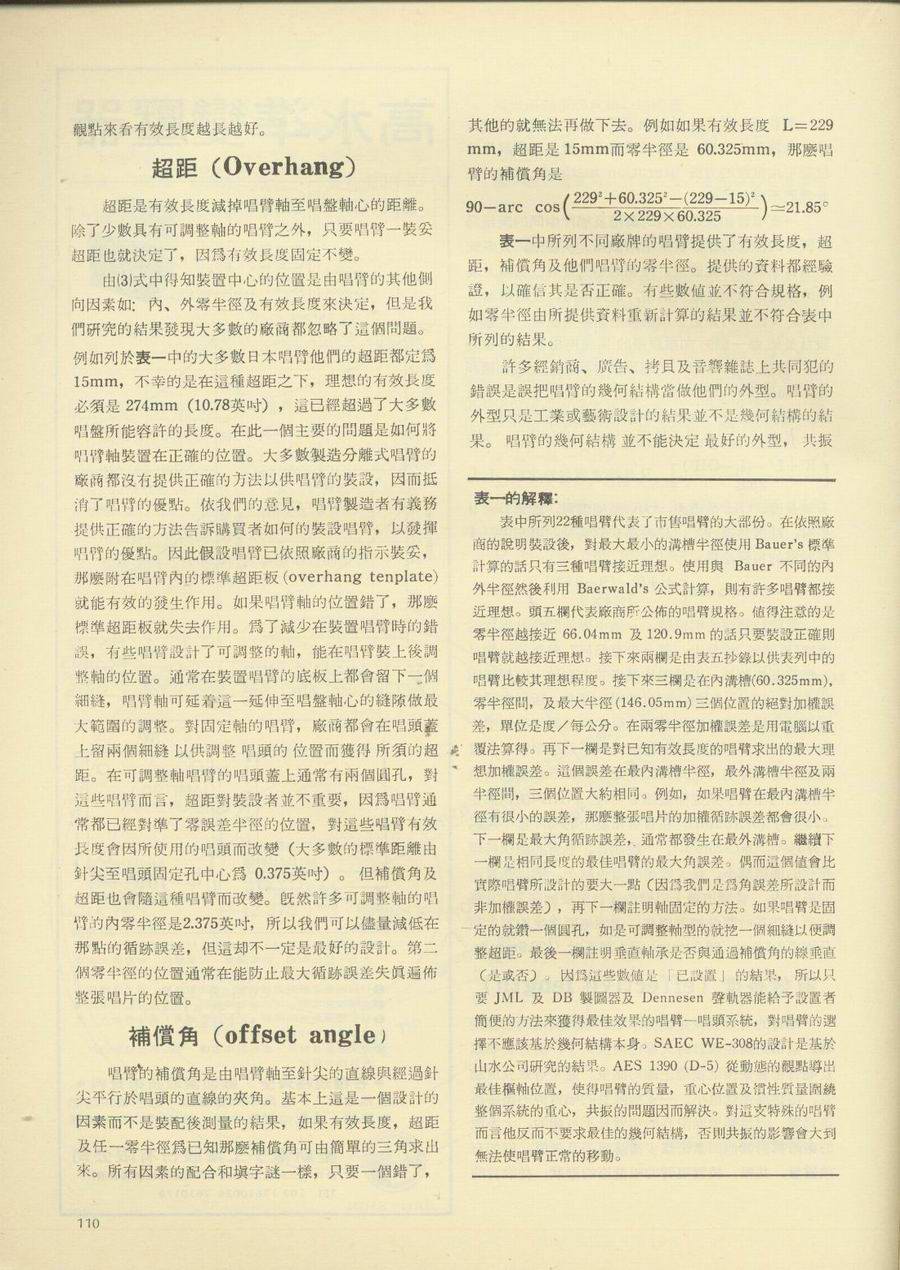 觀點來看有效長度越長越好。
超距（Overhang）
超距是有效長度減掉唱臂軸至唱盤軸心的距離。
除了少數具有可調整軸的唱臂之外，只要唱臂一裝妥
超距也就決定了，因爲有效長度固定不變。
由(3)式中得知裝置中心的位置是由唱臂的其他側
向因素如：內、外零半徑及有效長度來決定，但是我
們研究的結果發現大多數的廠商都忽略了這個問題。
例如列於表一中的大多數日本唱臂他們的超距都定爲
15mm，不幸的是在這種超距之下，理想的有效長度
必須是 274mm（10.78英吋），這已經超過了大多數
唱盤所能容許的長度。在此一個主要的問題是如何將
唱臂軸裝置在正確的位置。大多數製造分離式唱臂的
廠商都沒有提供正確的方法以供唱臂的裝設，因而抵
消了唱臂的優點。依我們的意見，唱臂製造者有義務
提供正確的方法告訴購買者如何的裝設唱臂，以發揮
唱臂的優點。因此假設唱臂已依照廠商的指示裝妥，
那麼附在唱臂內的標準超距板(overhang tenplate)
就能有效的發生作用。如果唱臂軸的位置錯了，那麼
標準超距板就失去作用。爲了減少在裝置唱臂時的錯
誤，有些唱臂設計了可調整的軸，能在唱臂裝上後調
整軸的位置。通常在裝置唱臂的底板上都會留下一個
細縫，唱臂軸可延着這一延伸至唱盤軸心的縫隙做最
大範圍的調整。對固定軸的唱臂，廠商都會在唱頭蓋
上留兩個細縫 以供調整 唱頭的 位置而獲得 所須的超
距。在可調整軸唱臂的唱頭蓋上通常有兩個圓孔，對
這些唱臂而言，超距對裝設者並不重要，因爲唱臂通
常都已經對準了零誤差半徑的位置，對這些唱臂有效
長度會因所使用的唱頭而改變（大多數的標準距離由
針尖至唱頭固定孔中心爲 0.375英吋）。 但補償角及
超距也會隨這種唱臂而改變。旣然許多可調整軸的唱
臂的內零半徑是2.375英吋，所以我們可以儘量減低在
那點的循跡誤差，但這却不一定是最好的設計。第二
個零半徑的位置通常在能防止最大循跡誤差失眞遍佈
整張唱片的位置。
補償角（offset angle）
唱臂的補償角是由唱臂軸至針尖的直線與經過針
尖平行於唱頭的直線的夾角。基本上這是一個設計的
因素而不是裝配後測量的結果，如果有效長度，超距
及任一零半徑爲已知那麼補償角可由簡單的三角求出
來。所有因素的配合和塡字謎一樣，只要一個錯了，
其他的就無法再做下去。例如如果有效長度 L=229
mm，超距是 15mm而零半徑是 60.325mm，那麼唱
臂的補償角是
90−arc cos(229²+60.325²−(229−15)² / 2×229×60.325)≒21.85°
表一中所列不同廠牌的唱臂提供了有效長度，超
距，補償角及他們唱臂的零半徑。提供的資料都經驗
證，以確信其是否正確。有些數値並不符合規格，例
如零半徑由所提供資料重新計算的結果並不符合表中
所列的結果。
許多經銷商、廣告、拷貝及音響雜誌上共同犯的
錯誤是誤把唱臂的幾何結構當做他們的外型。唱臂的
外型只是工業或藝術設計的結果並不是幾何結構的結
果。 唱臂的幾何結構 並不能決定 最好的外型， 共振
表一的解釋：
表中所列22種唱臂代表了市售唱臂的大部份。在依照廠
商的說明裝設後，對最大最小的溝槽半徑使用 Bauer's 標準
計算的話只有三種唱臂接近理想。使用與 Bauer 不同的內
外半徑然後利用 Baerwald's 公式計算，則有許多唱臂都接
近理想。頭五欄代表廠商所公佈的唱臂規格。値得注意的是
零半徑越接近 66.04mm 及 120.9mm 的話只要裝設正確則
唱臂就越接近理想。接下來兩欄是由表五抄錄以供表列中的
唱臂比較其理想程度。接下來三欄是在內溝槽(60.325mm)，
零半徑間，及最大半徑(146.05mm)三個位置的絕對加權誤
差，單位是度／每公分。在兩零半徑加權誤差是用電腦以重
覆法算得。再下一欄是對已知有效長度的唱臂求出的最大理
想加權誤差。這個誤差在最內溝槽半徑，最外溝槽半徑及兩
半徑間，三個位置大約相同。例如，如果唱臂在最內溝槽半
徑有很小的誤差，那麼整張唱片的加權循跡誤差都會很小。
下一欄是最大角循跡誤差，通常都發生在最外溝槽。繼續下
一欄是相同長度的最佳唱臂的最大角誤差。偶而這個值會比
實際唱臂所設計的要大一點（因爲我們是爲角誤差所設計而
非加權誤差），再下一欄註明軸固定的方法。如果唱臂是固
定的就鑽一個圓孔，如是可調整軸型的就挖一個細縫以便調
整超距。最後一欄註明垂直軸承是否與通過補償角的線垂直
（是或否）。因爲這些數値是「已設置」的結果，所以只
要 JML 及 DB 製圖器及 Dennesen 聲軌器能給予設置者
簡便的方法來獲得最佳效果的唱臂—唱頭系統，對唱臂的選
擇不應該基於幾何結構本身。SAEC WE-308的設計是基於
山水公司硏究的結果。AES 1390 (D-5) 從動態的觀點導出
最佳樞軸位置，使得唱臂的質量，重心位置及慣性質量圍繞
整個系統的重心，共振的問題因而解決。對這支特殊的唱臂
而言他反而不要求最佳的幾何結構，否則共振的影響會大到
無法使唱臂正常的移動。
110